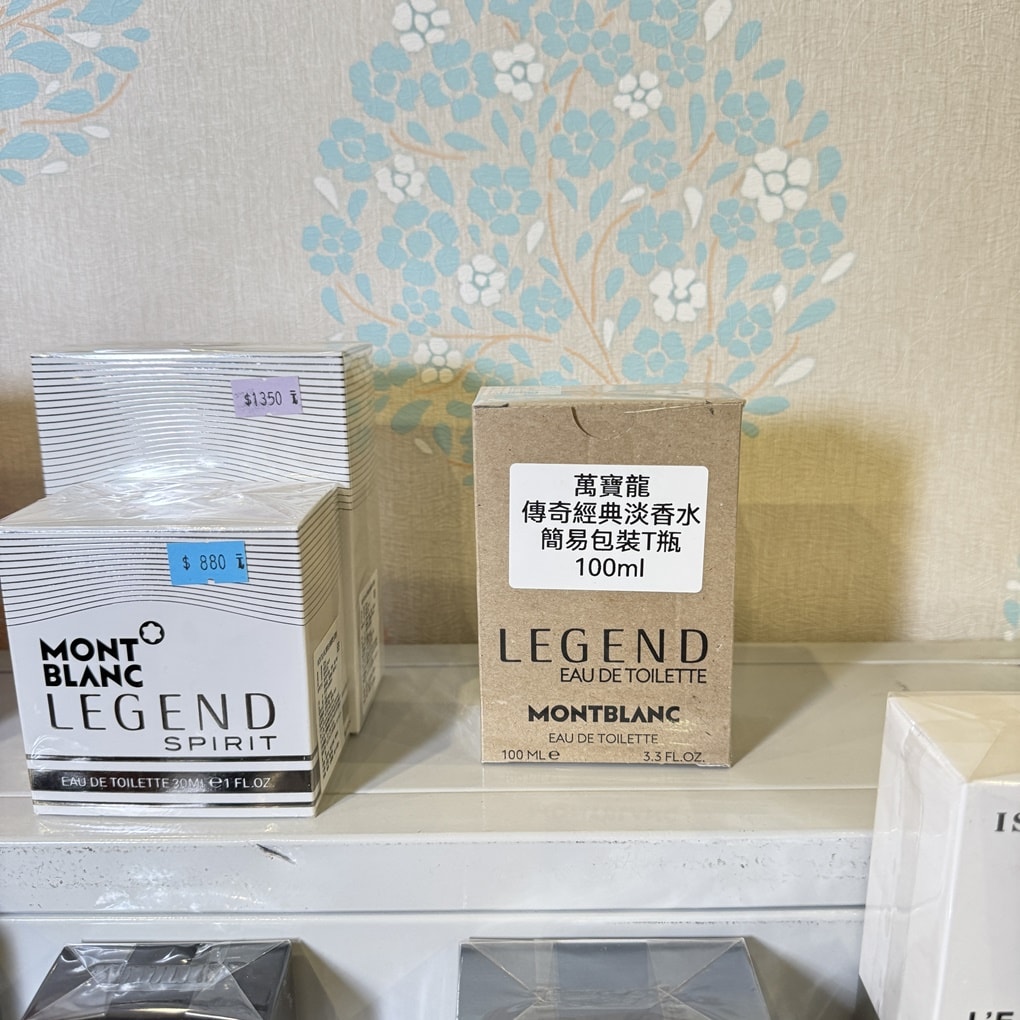 $1350
$ 880
MONT
BLANC
LEGEND
SPIRIT
EAU DE TOILETTE 30ML ℮ 1 FL.OZ.
萬寶龍
傳奇經典淡香水
簡易包裝T瓶
100ml
LEGEND
EAU DE TOILETTE
MONTBLANC
EAU DE TOILETTE
100 ML ℮ 3.3 FL.OZ.